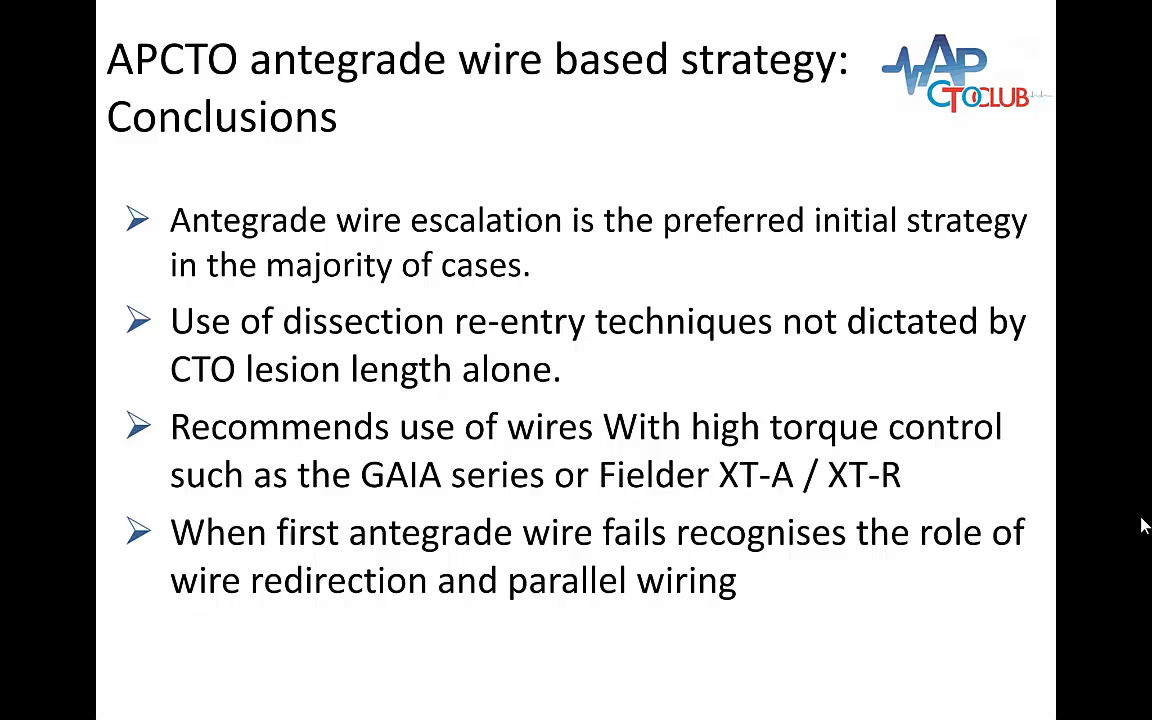 APCTO antegrade wire based strategy:
Conclusions
AP
CTOCLUB
Antegrade wire escalation is the preferred initial strategy
in the majority of cases.
Use of dissection re-entry techniques not dictated by
CTO lesion length alone.
Recommends use of wires With high torque control
such as the GAIA series or Fielder XT-A / XT-R
When first antegrade wire fails recognises the role of
wire redirection and parallel wiring